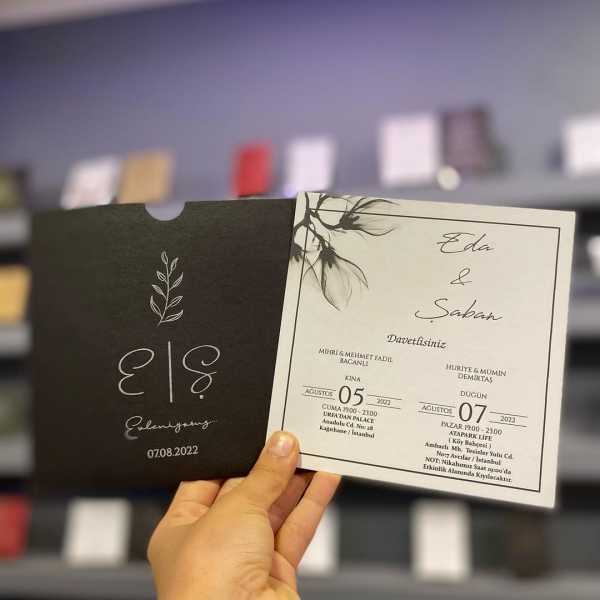 E | Ş
Evleniyoruz
07.08.2022
Eda
&
Şaban
Davetlisiniz
MİHRİ & MEHMET FADIL
BAGANLI
KINA
AĞUSTOS 05 2022
CUMA 19:00 - 23:00
URFA'DAN PALACE
Anadolu Cd. No: 28
Kağıthane / İstanbul
HURİYE & MÜMİN
DEMİRTAŞ
DÜĞÜN
AĞUSTOS 07 2022
PAZAR 19:00 - 23:00
ATAPARK LİFE
( Köy Bahçesi )
Ambarlı Mh. Tesisler Yolu Cd.
No:7 Avcılar / İstanbul
NOT: Nikahımız Saat 19:00'da
Etkinlik Alanında Kıyılacaktır.